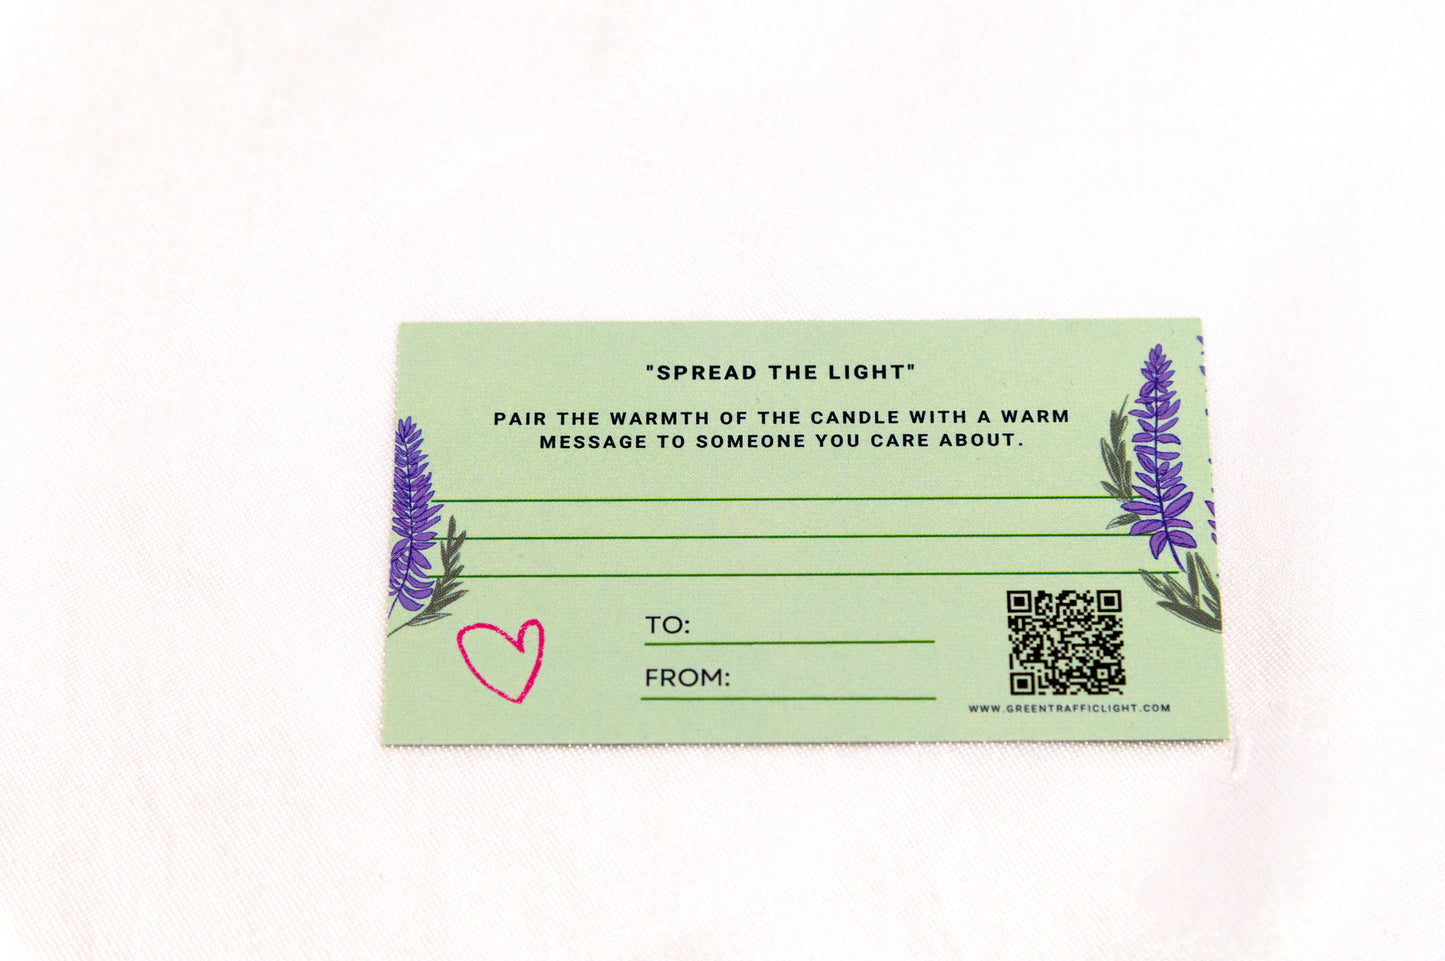 "SPREAD THE LIGHT"
PAIR THE WARMTH OF THE CANDLE WITH A WARM
MESSAGE TO SOMEONE YOU CARE ABOUT.
TO:
FROM:
WWW.GREENTRAFFICLIGHT.COM